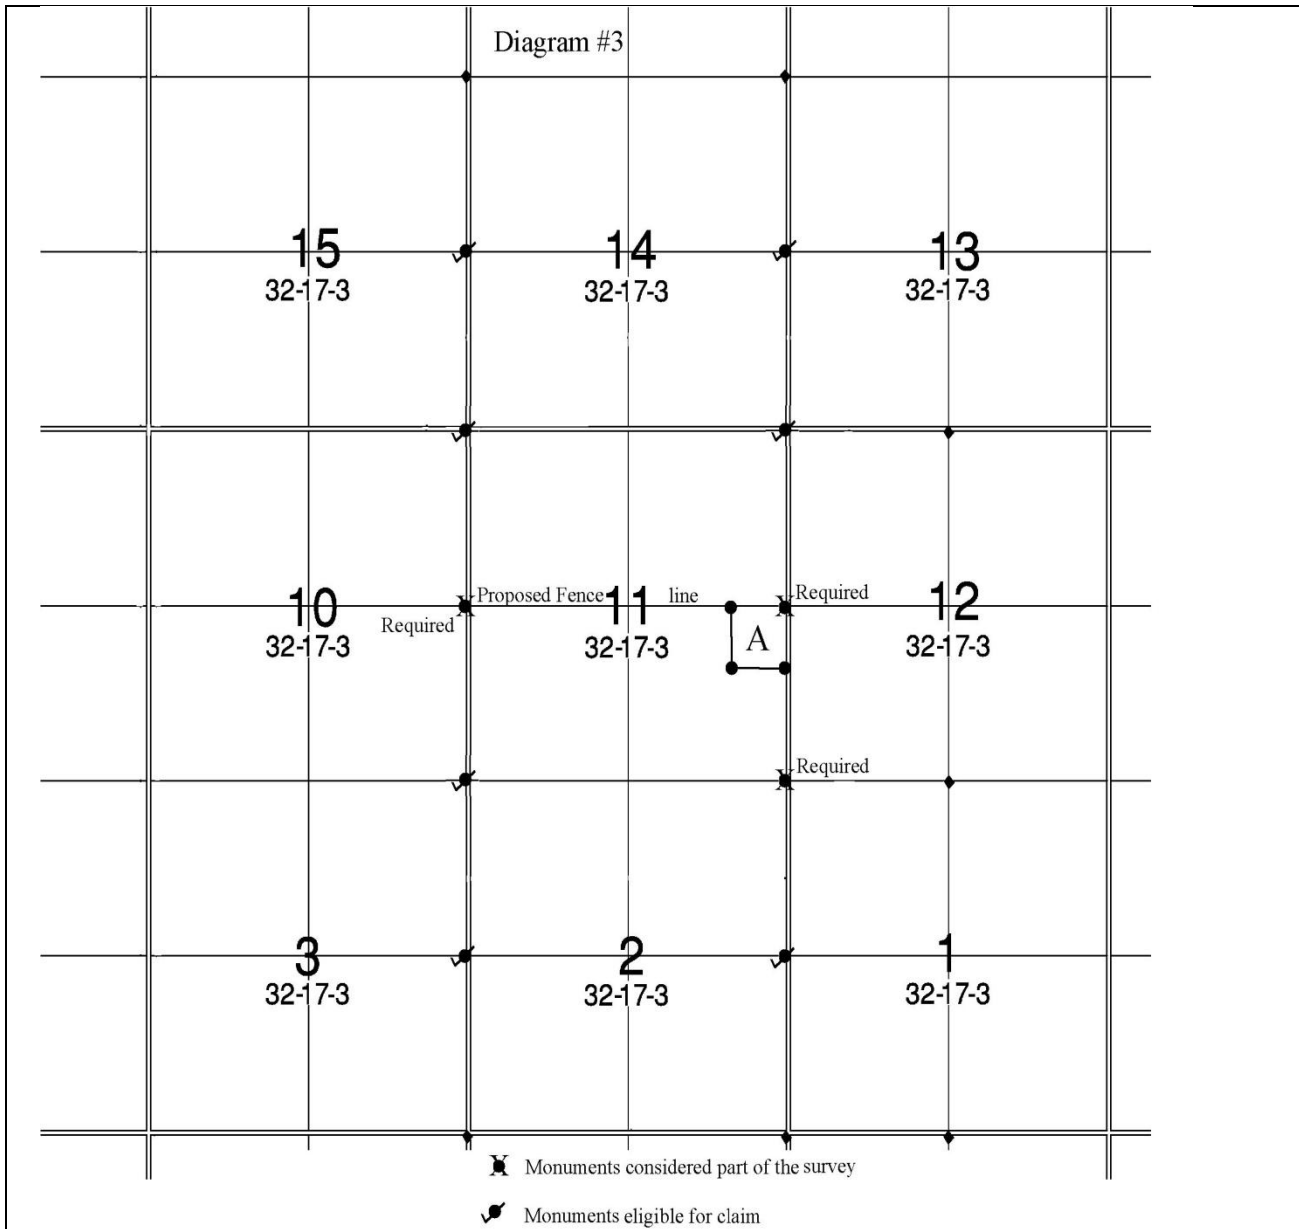 Diagram #3
15
32-17-3
14
32-17-3
13
32-17-3
10
32-17-3
Required
Proposed Fence
11
32-17-3
line
A
Required
12
32-17-3
Required
3
32-17-3
2
32-17-3
1
32-17-3
X Monuments considered part of the survey
Monuments eligible for claim